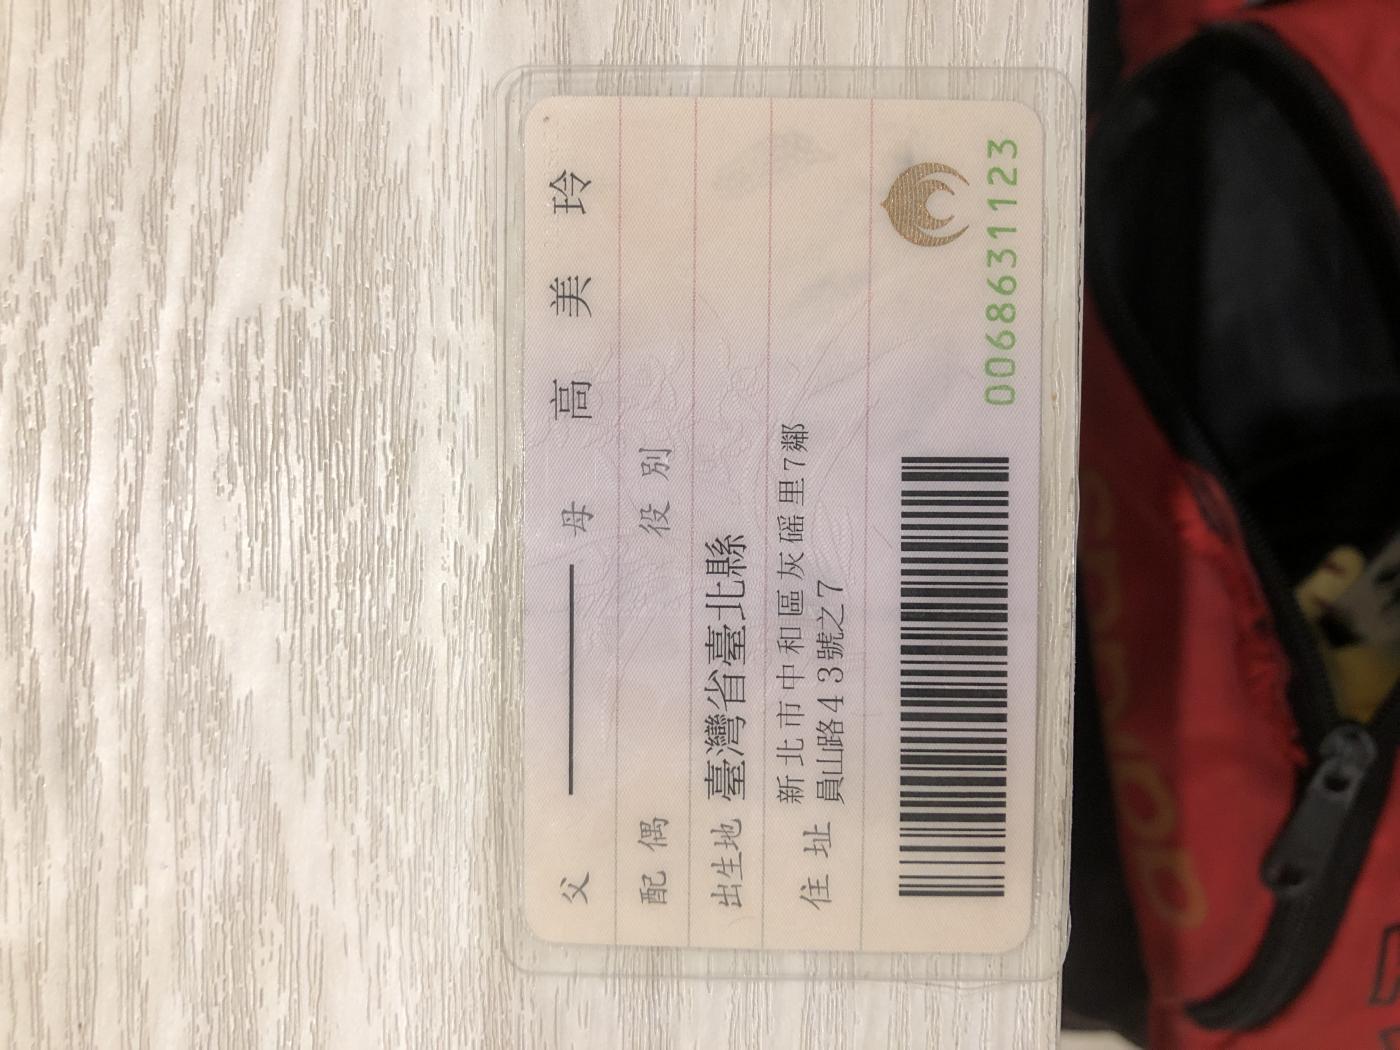 父 ——— 母 高美玲
配偶 役別
出生地 臺灣省臺北縣
住址 新北市中和區灰磘里7鄰
員山路43號之7
0068631123